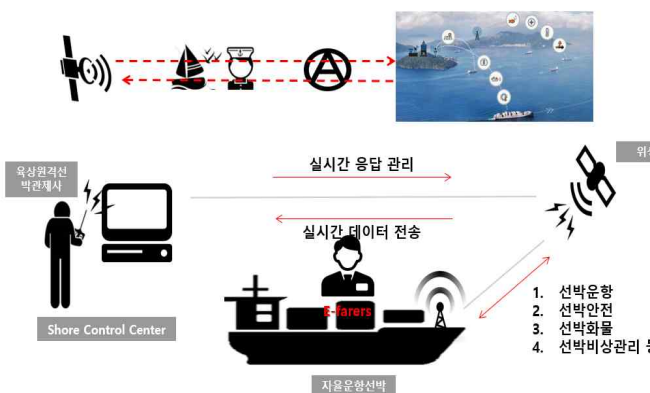 육상원격선
박관제사
실시간 응답 관리
실시간 데이터 전송
E-farers
Shore Control Center
1. 선박운항
2. 선박안전
3. 선박화물
4. 선박비상관리
자율운항선박